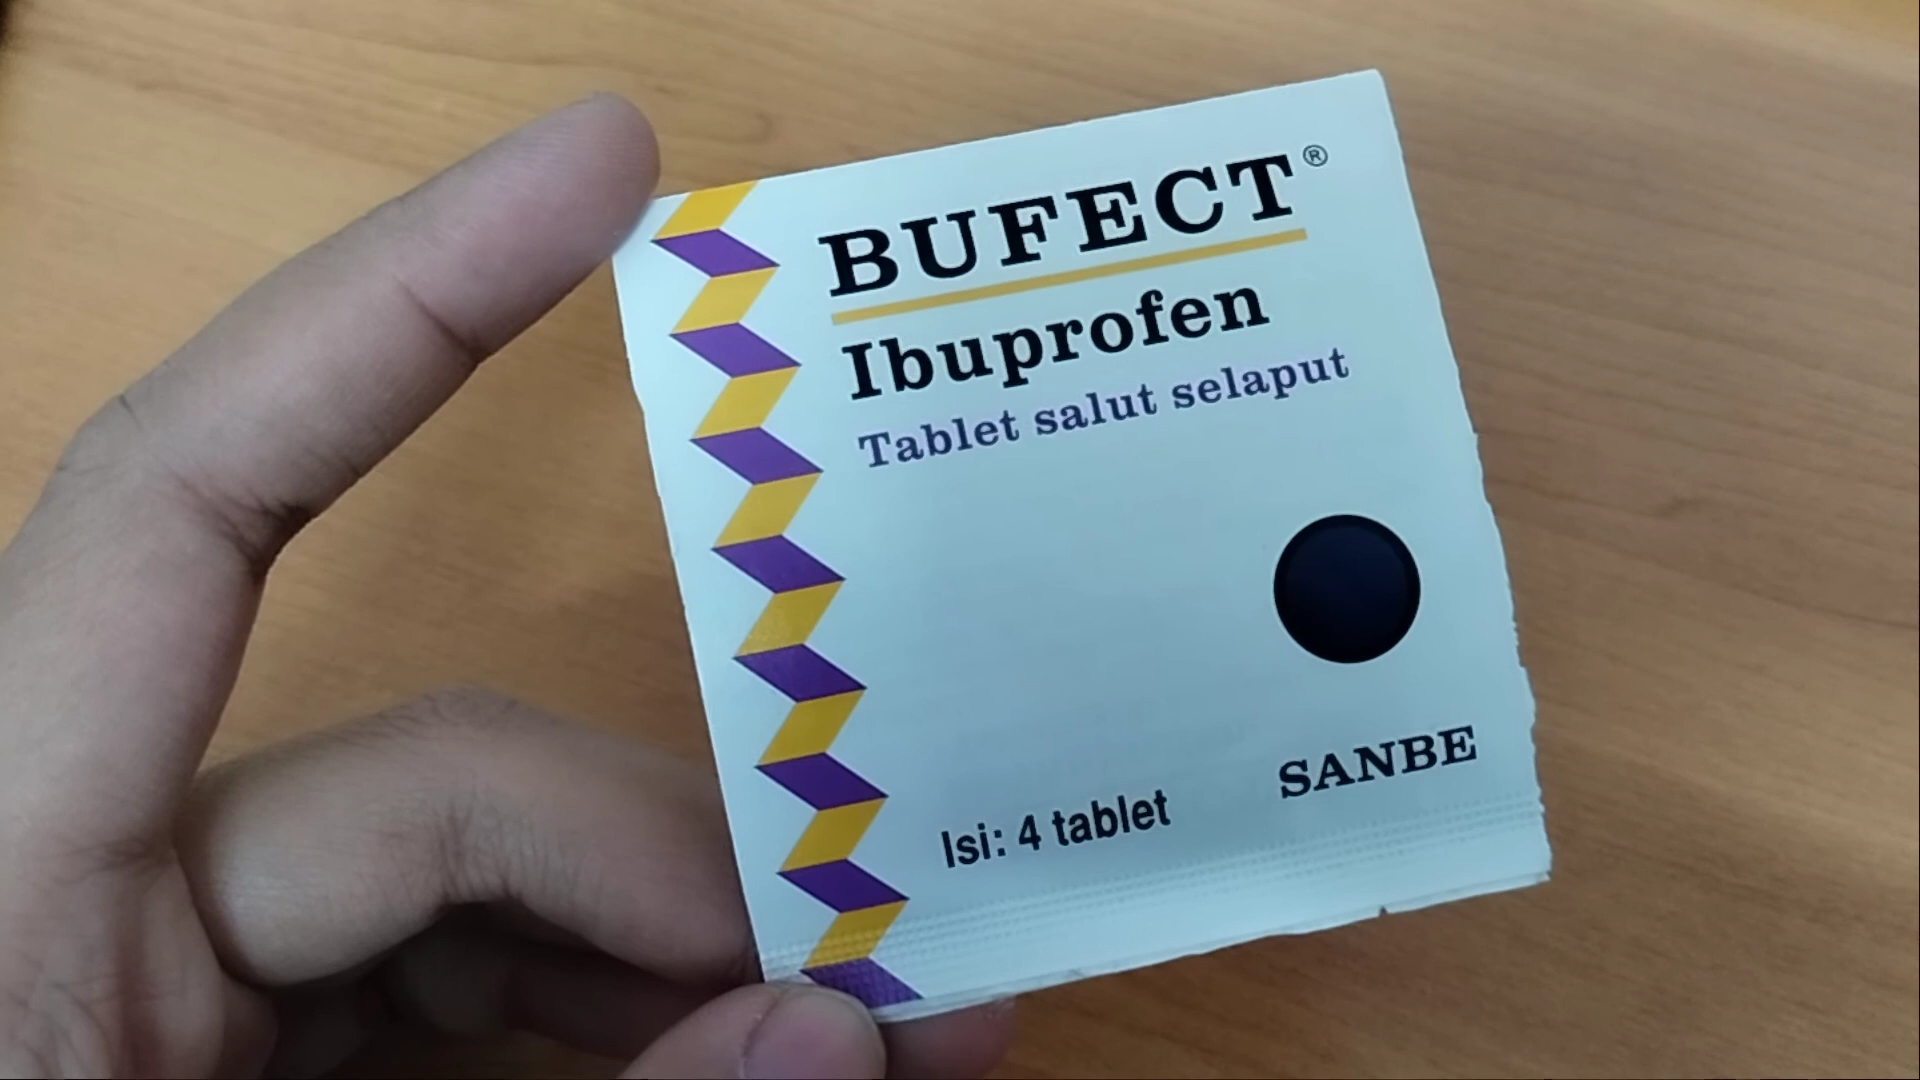 BUFECT®
Ibuprofen
Tablet salut selaput
SANBE
Isi: 4 tablet